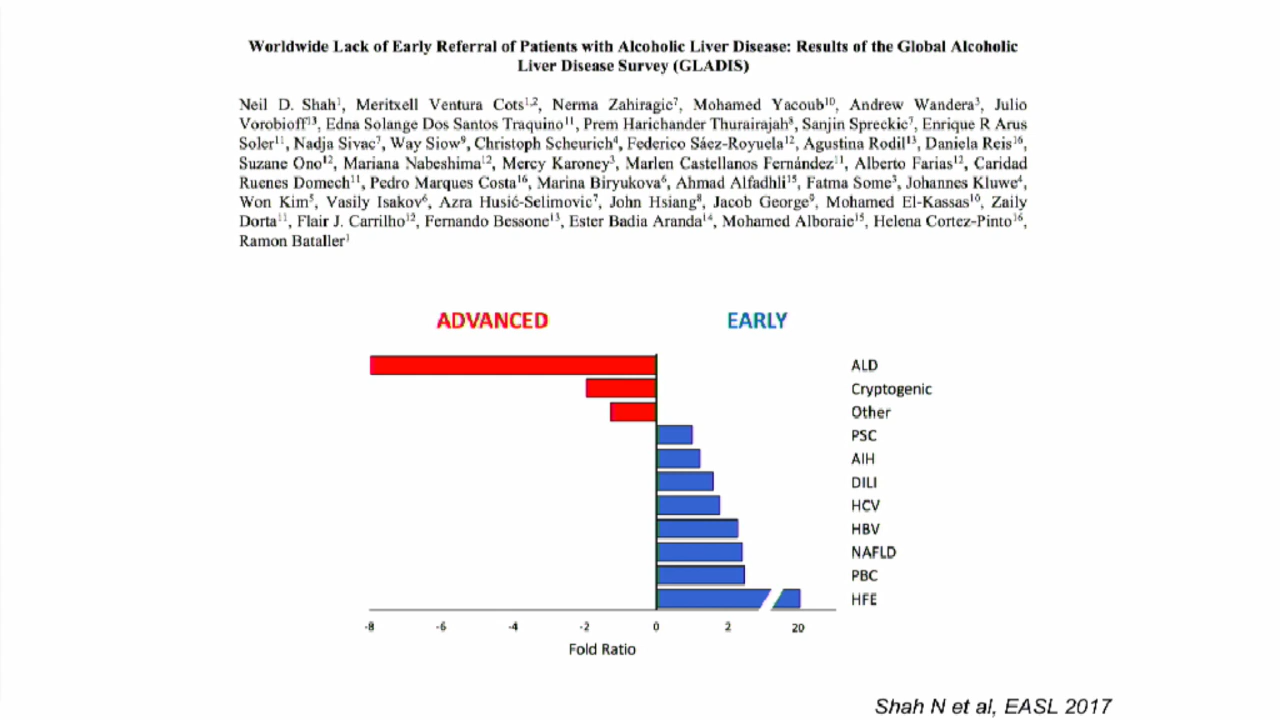 Worldwide Lack of Early Referral of Patients with Alcoholic Liver Disease: Results of the Global Alcoholic
Liver Disease Survey (GLADIS)
Neil D. Shah¹, Meritxell Ventura Cots¹,², Nerma Zahiragic⁷, Mohamed Yacoub¹⁰, Andrew Wandera³, Julio
Vorobioff¹³, Edna Solange Dos Santos Traquino¹¹, Prem Harichander Thurairajah⁸, Sanjin Spreckic⁷, Enrique R Arus
Soler¹¹, Nadja Sivac⁷, Way Siow⁹, Christoph Scheurich⁴, Federico Sáez-Royuela¹², Agustina Rodil¹³, Daniela Reis¹⁶,
Suzane Ono¹², Mariana Nabeshima¹², Mercy Karoney³, Marlen Castellanos Fernández¹¹, Alberto Farias¹², Caridad
Ruenes Domech¹¹, Pedro Marques Costa¹⁶, Marina Biryukova⁶, Ahmad Alfadhli¹⁵, Fatma Some³, Johannes Kluwe⁴,
Won Kim⁵, Vasily Isakov⁶, Azra Husić-Selimovic⁷, John Hsiang⁸, Jacob George⁹, Mohamed El-Kassas¹⁰, Zaily
Dorta¹¹, Flair J. Carrilho¹², Fernando Bessone¹³, Ester Badia Aranda¹⁴, Mohamed Alboraie¹⁵, Helena Cortez-Pinto¹⁶,
Ramon Bataller¹
ADVANCED EARLY
ALD
Cryptogenic
Other
PSC
AIH
DILI
HCV
HBV
NAFLD
PBC
HFE
-8 -6 -4 -2 0 2 20
Fold Ratio
Shah N et al, EASL 2017